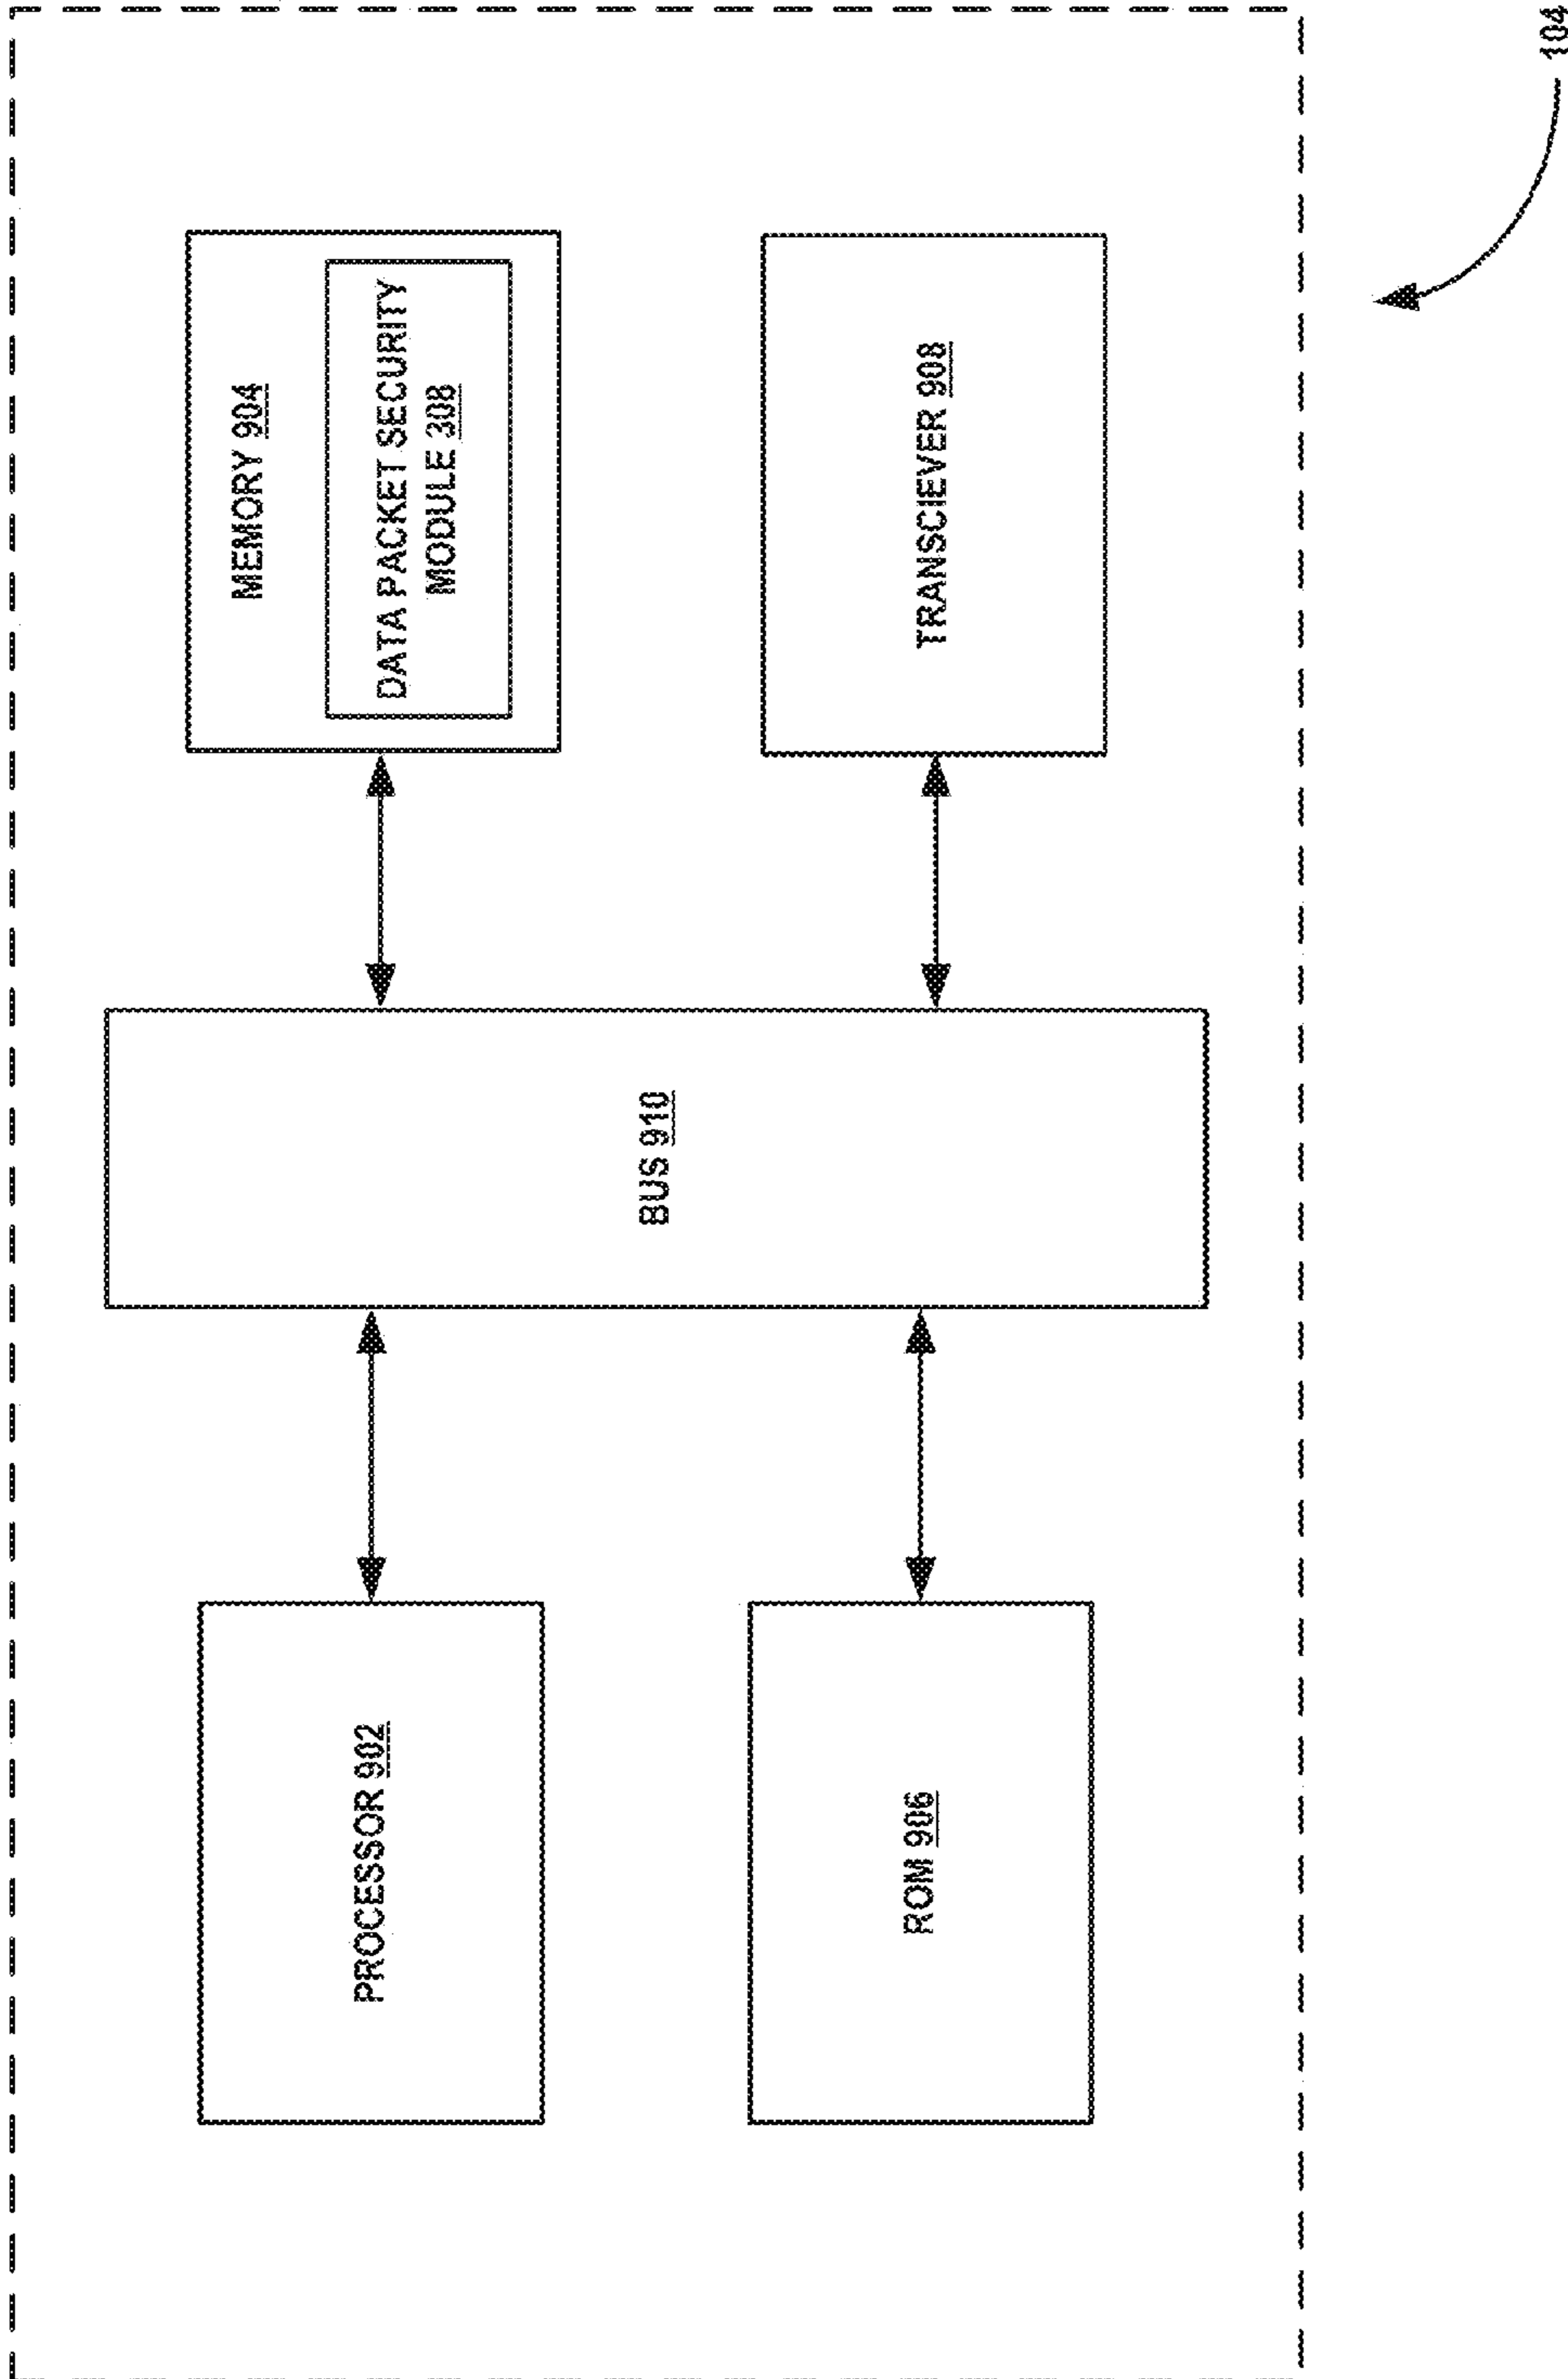 PROCESSOR 902
MEMORY 904
DATA PACKET SECURITY
MODULE 308
BUS 910
ROM 906
TRANSCIEVER 908
104